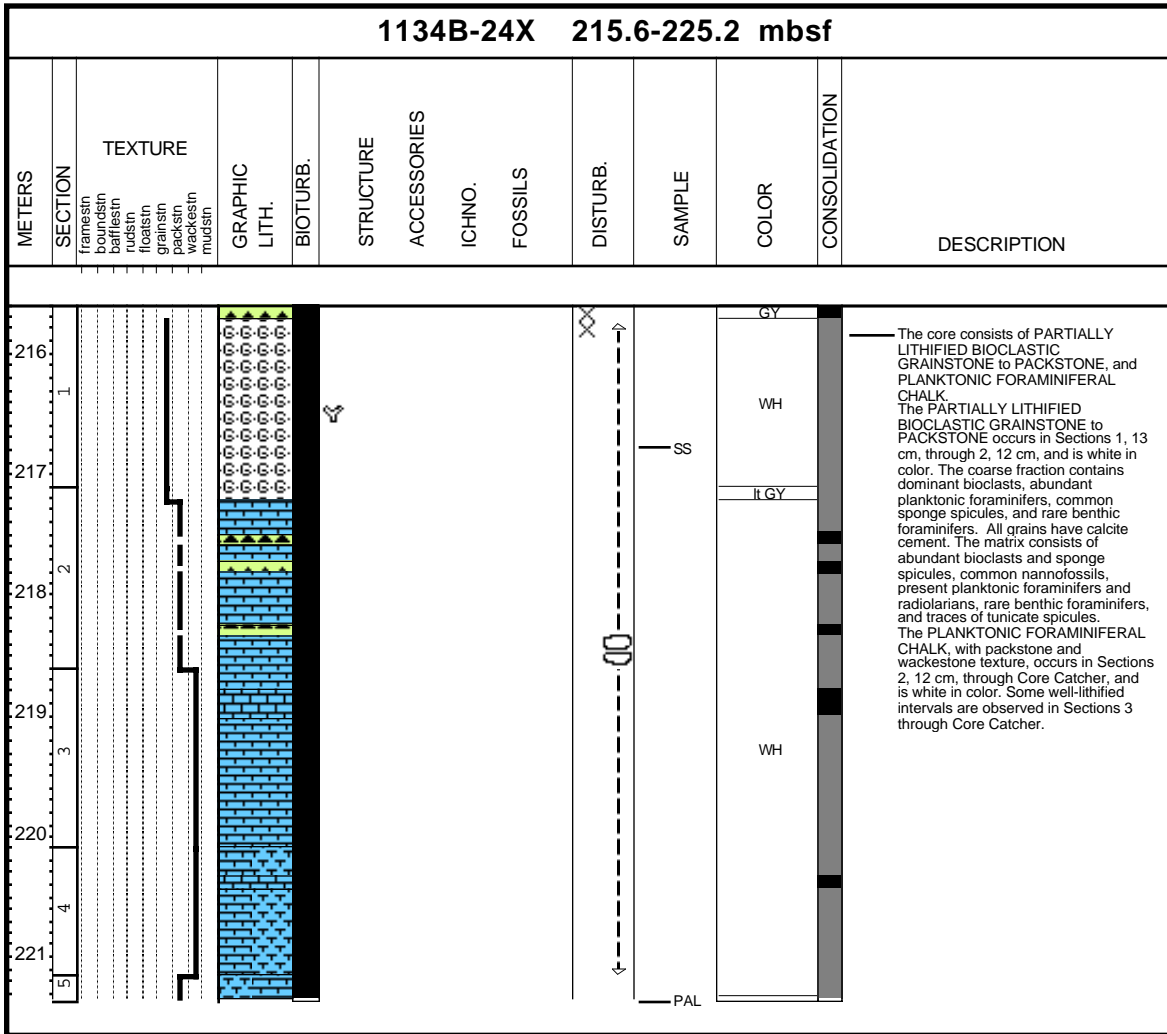 1134B-24X 215.6-225.2 mbsf
METERS
SECTION
TEXTURE
framestn
boundstn
bafflestn
rudstn
floatstn
grainstn
packstn
wackestn
mudstn
GRAPHIC
LITH.
BIOTURB.
STRUCTURE
ACCESSORIES
ICHNO.
FOSSILS
DISTURB.
SAMPLE
COLOR
CONSOLIDATION
DESCRIPTION
216
217
218
219
220
221
1
2
3
4
5
SS
PAL
GY
WH
lt GY
WH
The core consists of PARTIALLY
LITHIFIED BIOCLASTIC
GRAINSTONE to PACKSTONE, and
PLANKTONIC FORAMINIFERAL
CHALK.
The PARTIALLY LITHIFIED
BIOCLASTIC GRAINSTONE to
PACKSTONE occurs in Sections 1, 13
cm, through 2, 12 cm, and is white in
color. The coarse fraction contains
dominant bioclasts, abundant
planktonic foraminifers, common
sponge spicules, and rare benthic
foraminifers. All grains have calcite
cement. The matrix consists of
abundant bioclasts and sponge
spicules, common nannofossils,
present planktonic foraminifers and
radiolarians, rare benthic foraminifers,
and traces of tunicate spicules.
The PLANKTONIC FORAMINIFERAL
CHALK, with packstone and
wackestone texture, occurs in Sections
2, 12 cm, through Core Catcher, and
is white in color. Some well-lithified
intervals are observed in Sections 3
through Core Catcher.